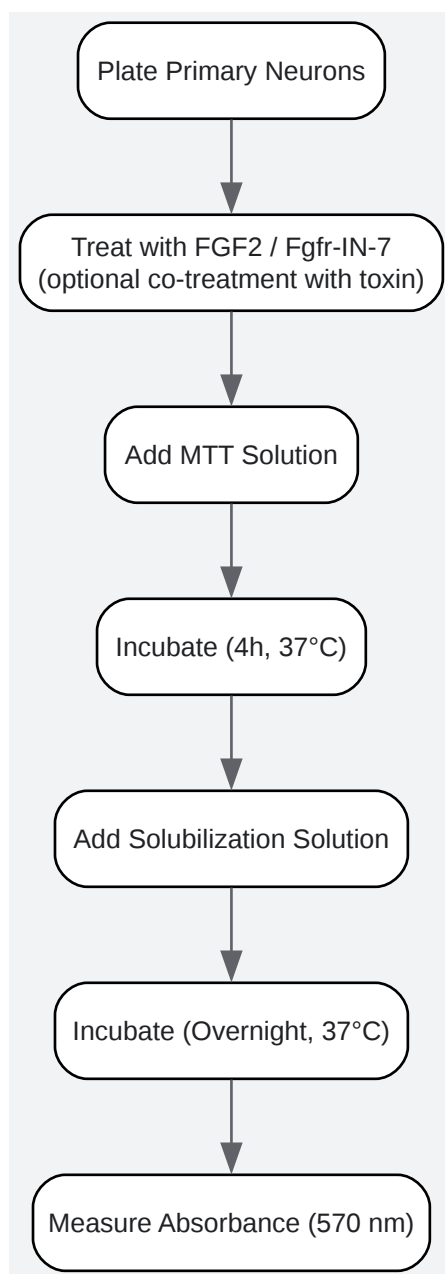 Plate Primary Neurons
Treat with FGF2 / Fgfr-IN-7
(optional co-treatment with toxin)
Add MTT Solution
Incubate (4h, 37°C)
Add Solubilization Solution
Incubate (Overnight, 37°C)
Measure Absorbance (570 nm)